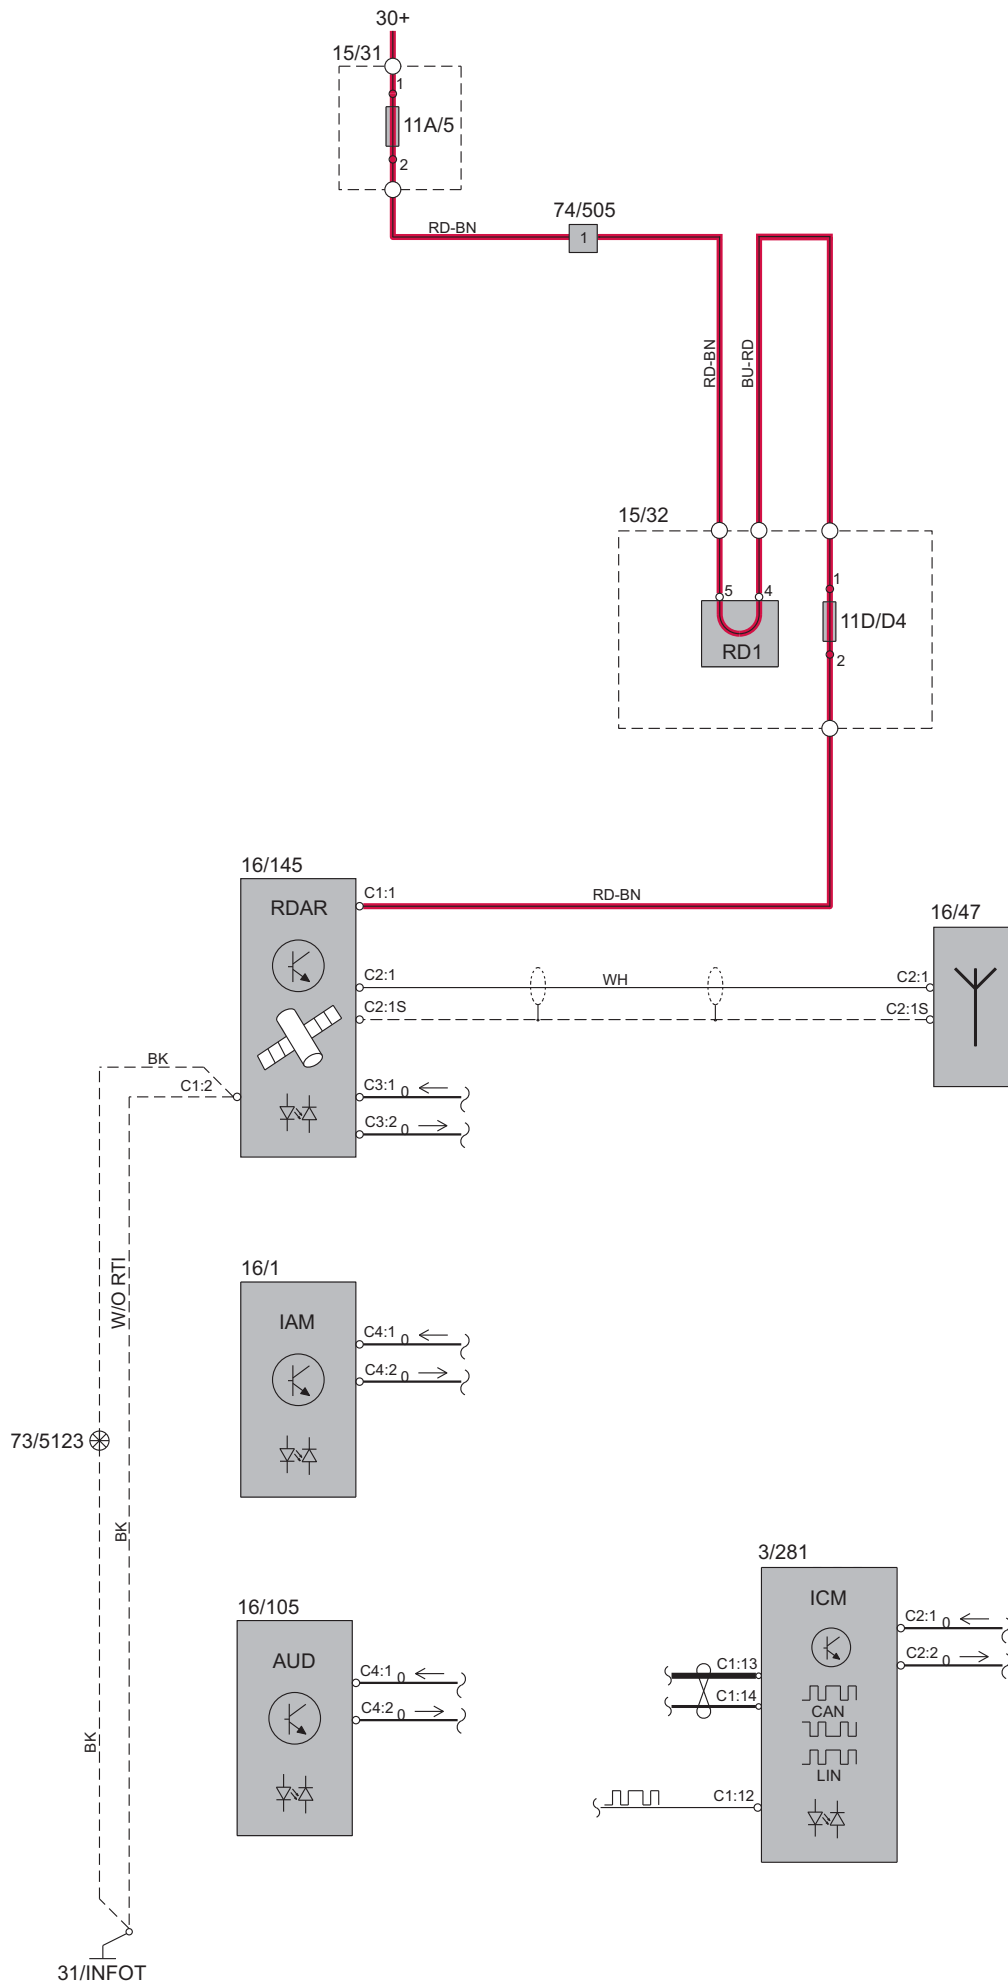 30+
15/31
1
11A/5
2
74/505
RD-BN
1
RD-BN
BU-RD
15/32
5
4
1
11D/D4
RD1
2
16/145
RDAR
C1:1
RD-BN
16/47
C2:1
WH
C2:1
C2:1S
C2:1S
BK
C1:2
C3:1
0
C3:2
0
W/O RTI
16/1
IAM
C4:1
0
C4:2
0
73/5123
BK
3/281
ICM
16/105
C2:1
0
AUD
C2:2
0
C4:1
0
C1:13
C4:2
0
C1:14
CAN
BK
LIN
C1:12
31/INFOT